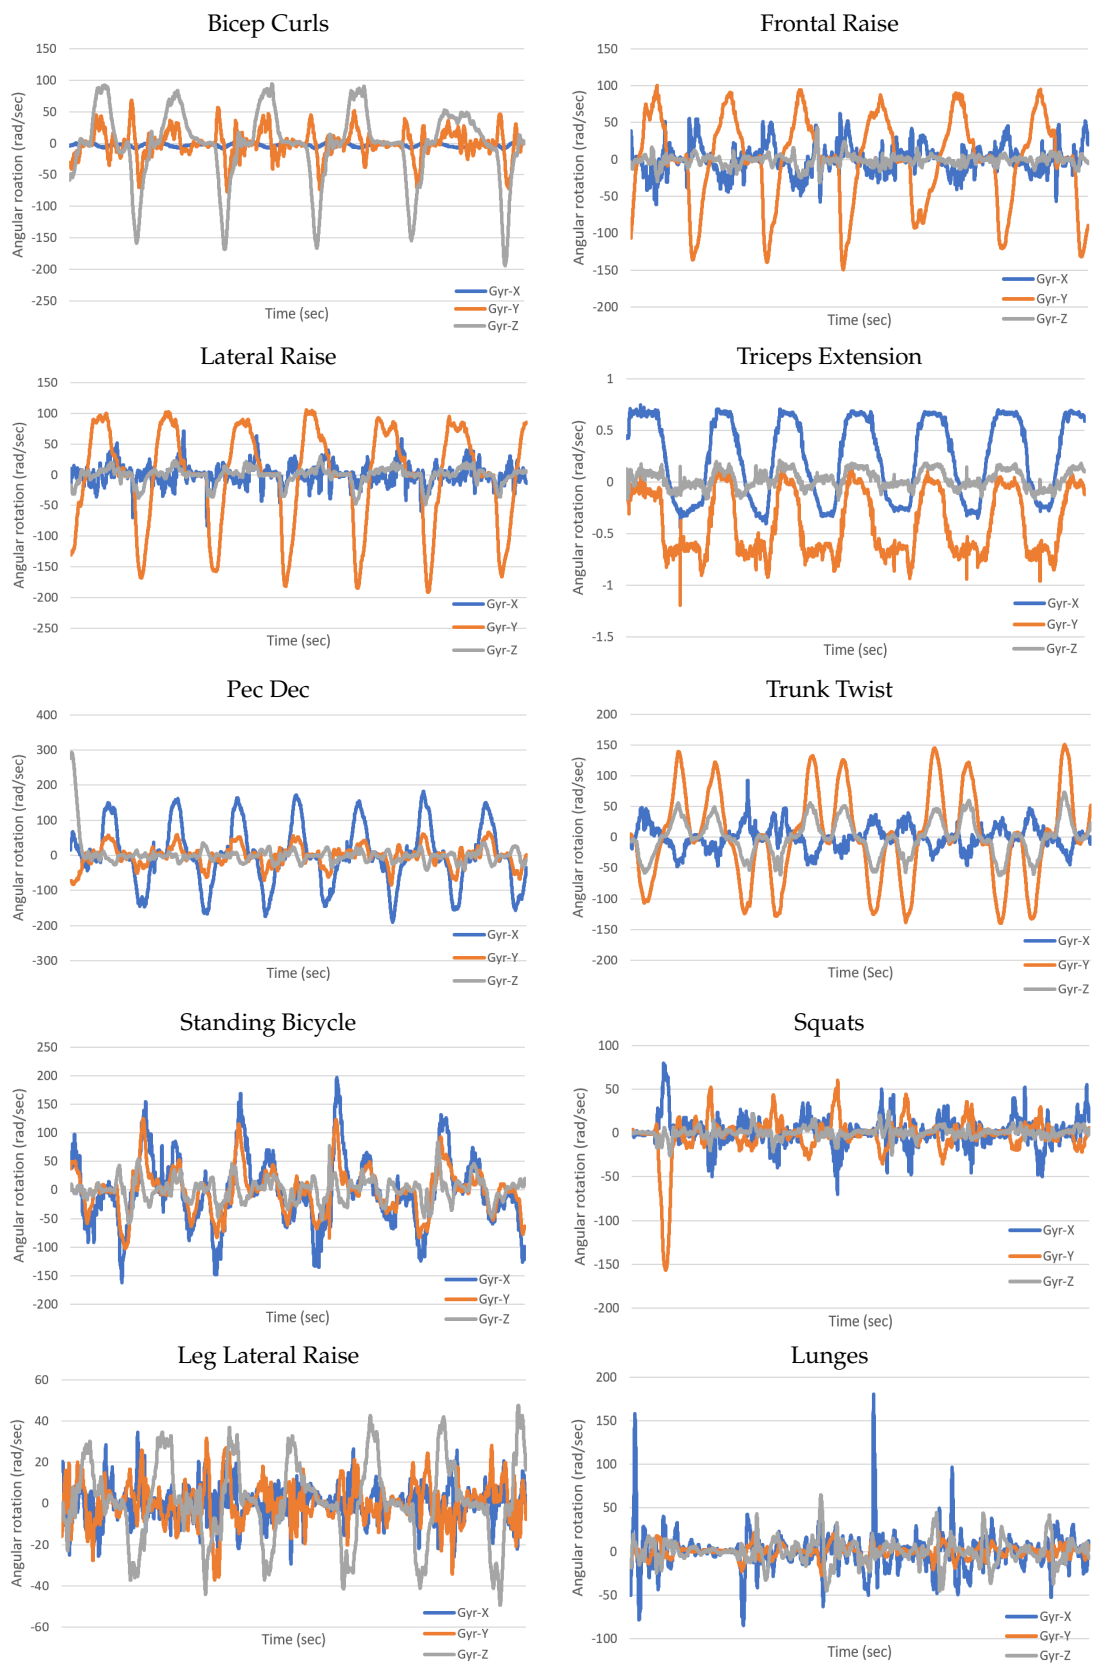 Bicep Curls
150
100
50
0
-50
-100
-150
-200
-250
Angular roation (rad/sec)
Time (sec)
Gyr-X
Gyr-Y
Gyr-Z
Frontal Raise
150
100
50
0
-50
-100
-150
-200
Angular rotation (rad/sec)
Time (sec)
Gyr-X
Gyr-Y
Gyr-Z
Lateral Raise
150
100
50
0
-50
-100
-150
-200
-250
Angular rotation (rad/sec)
Time (sec)
Gyr-X
Gyr-Y
Gyr-Z
Triceps Extension
1
0.5
0
-0.5
-1
-1.5
Angular rotation (rad/sec)
Time (sec)
Gyr-X
Gyr-Y
Gyr-Z
Pec Dec
400
300
200
100
0
-100
-200
-300
Angular rotation (rad/sec)
Time (sec)
Gyr-X
Gyr-Y
Gyr-Z
Trunk Twist
200
150
100
50
0
-50
-100
-150
-200
Angular rotation (rad/sec)
Time (Sec)
Gyr-X
Gyr-Y
Gyr-Z
Standing Bicycle
250
200
150
100
50
0
-50
-100
-150
-200
Angular rotation (rad/sec)
Time (sec)
Gyr-X
Gyr-Y
Gyr-Z
Squats
100
50
0
-50
-100
-150
-200
Angular rotation (rad/sec)
Time (sec)
Gyr-X
Gyr-Y
Gyr-Z
Leg Lateral Raise
60
40
20
0
-20
-40
-60
Angular rotation (rad/sec)
Time (sec)
Gyr-X
Gyr-Y
Gyr-Z
Lunges
200
150
100
50
0
-50
-100
Angular rotation (rad/sec)
Time (sec)
Gyr-X
Gyr-Y
Gyr-Z